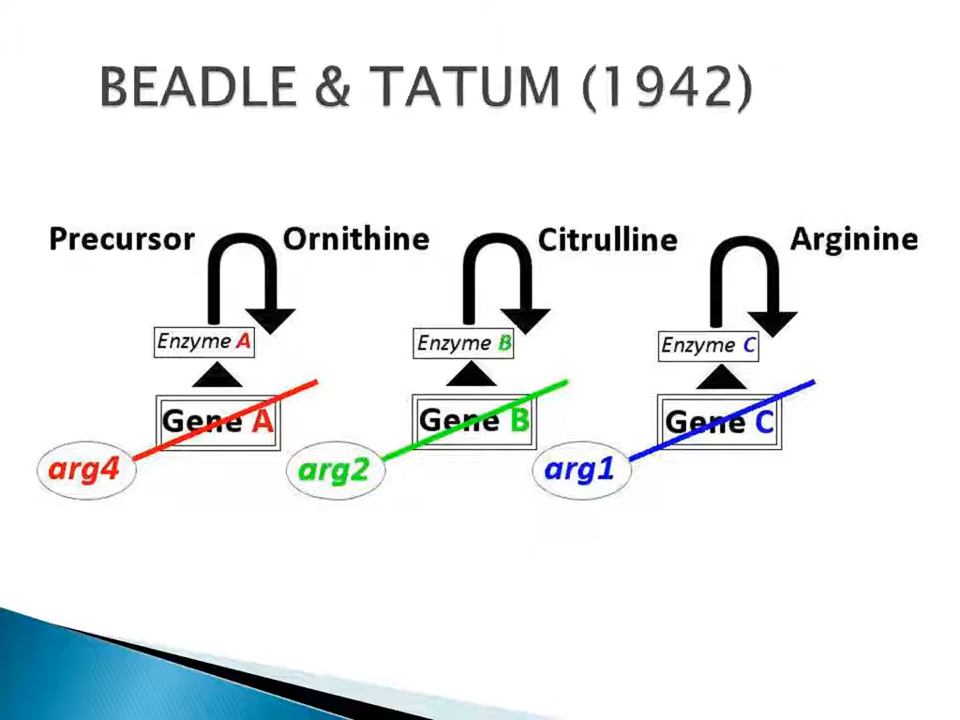 BEADLE & TATUM (1942)
Precursor Ornithine Citrulline Arginine
Enzyme A Enzyme B Enzyme C
Gene A Gene B Gene C
arg4 arg2 arg1